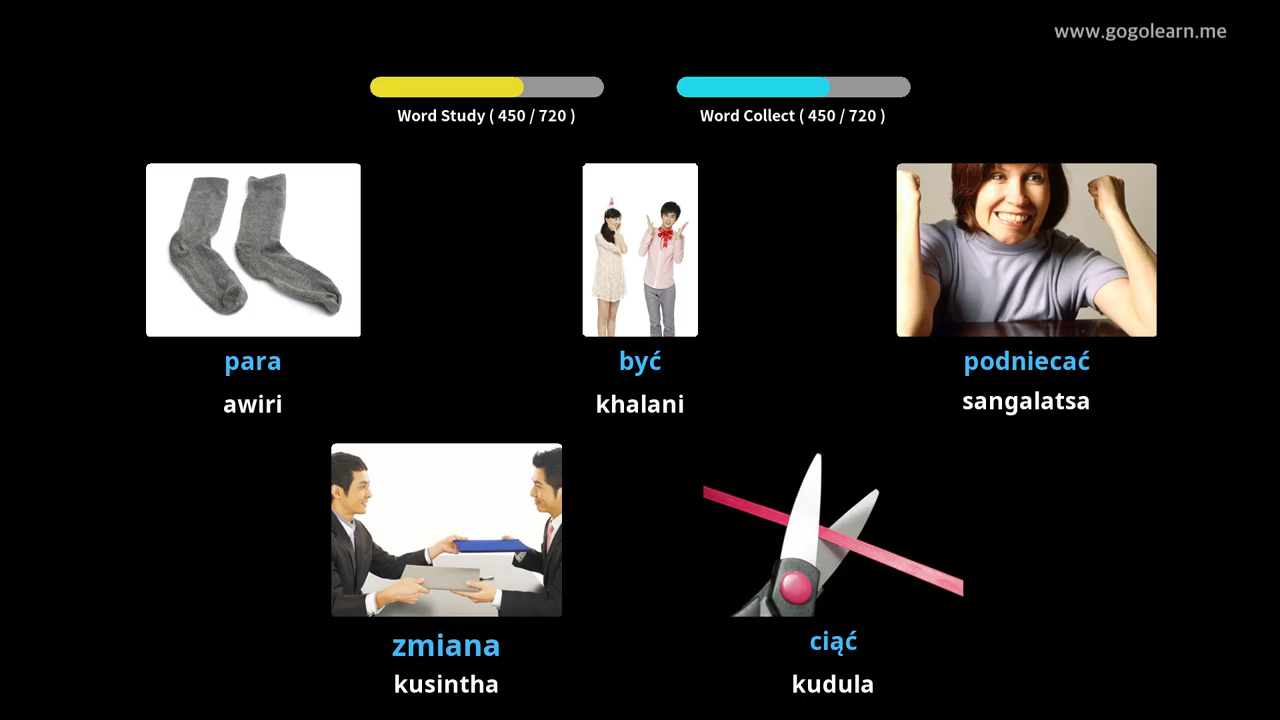 www.gogolearn.me
Word Study ( 450 / 720 )
Word Collect ( 450 / 720 )
para
być
podniecać
awiri
khalani
sangalatsa
zmiana
ciąć
kusintha
kudula